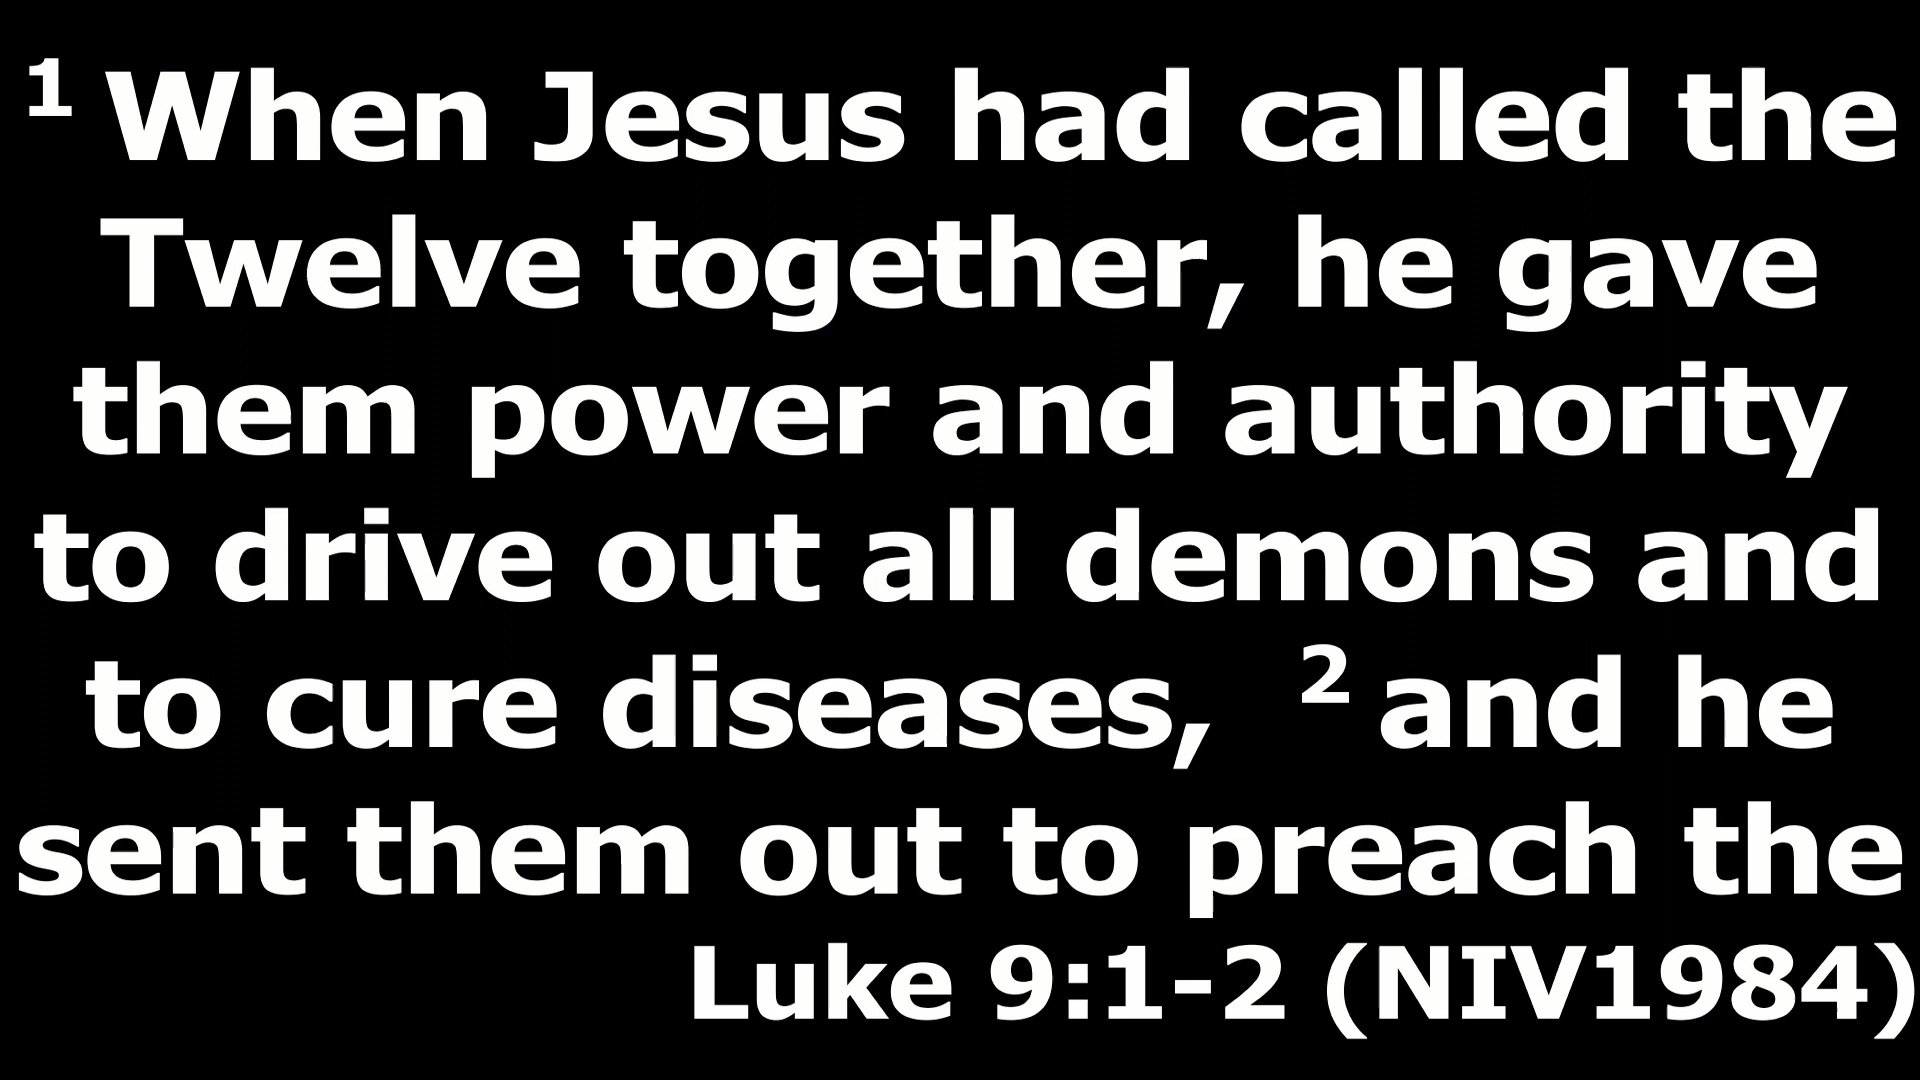 1 When Jesus had called the
Twelve together, he gave
them power and authority
to drive out all demons and
to cure diseases, 2 and he
sent them out to preach the
Luke 9:1-2 (NIV1984)